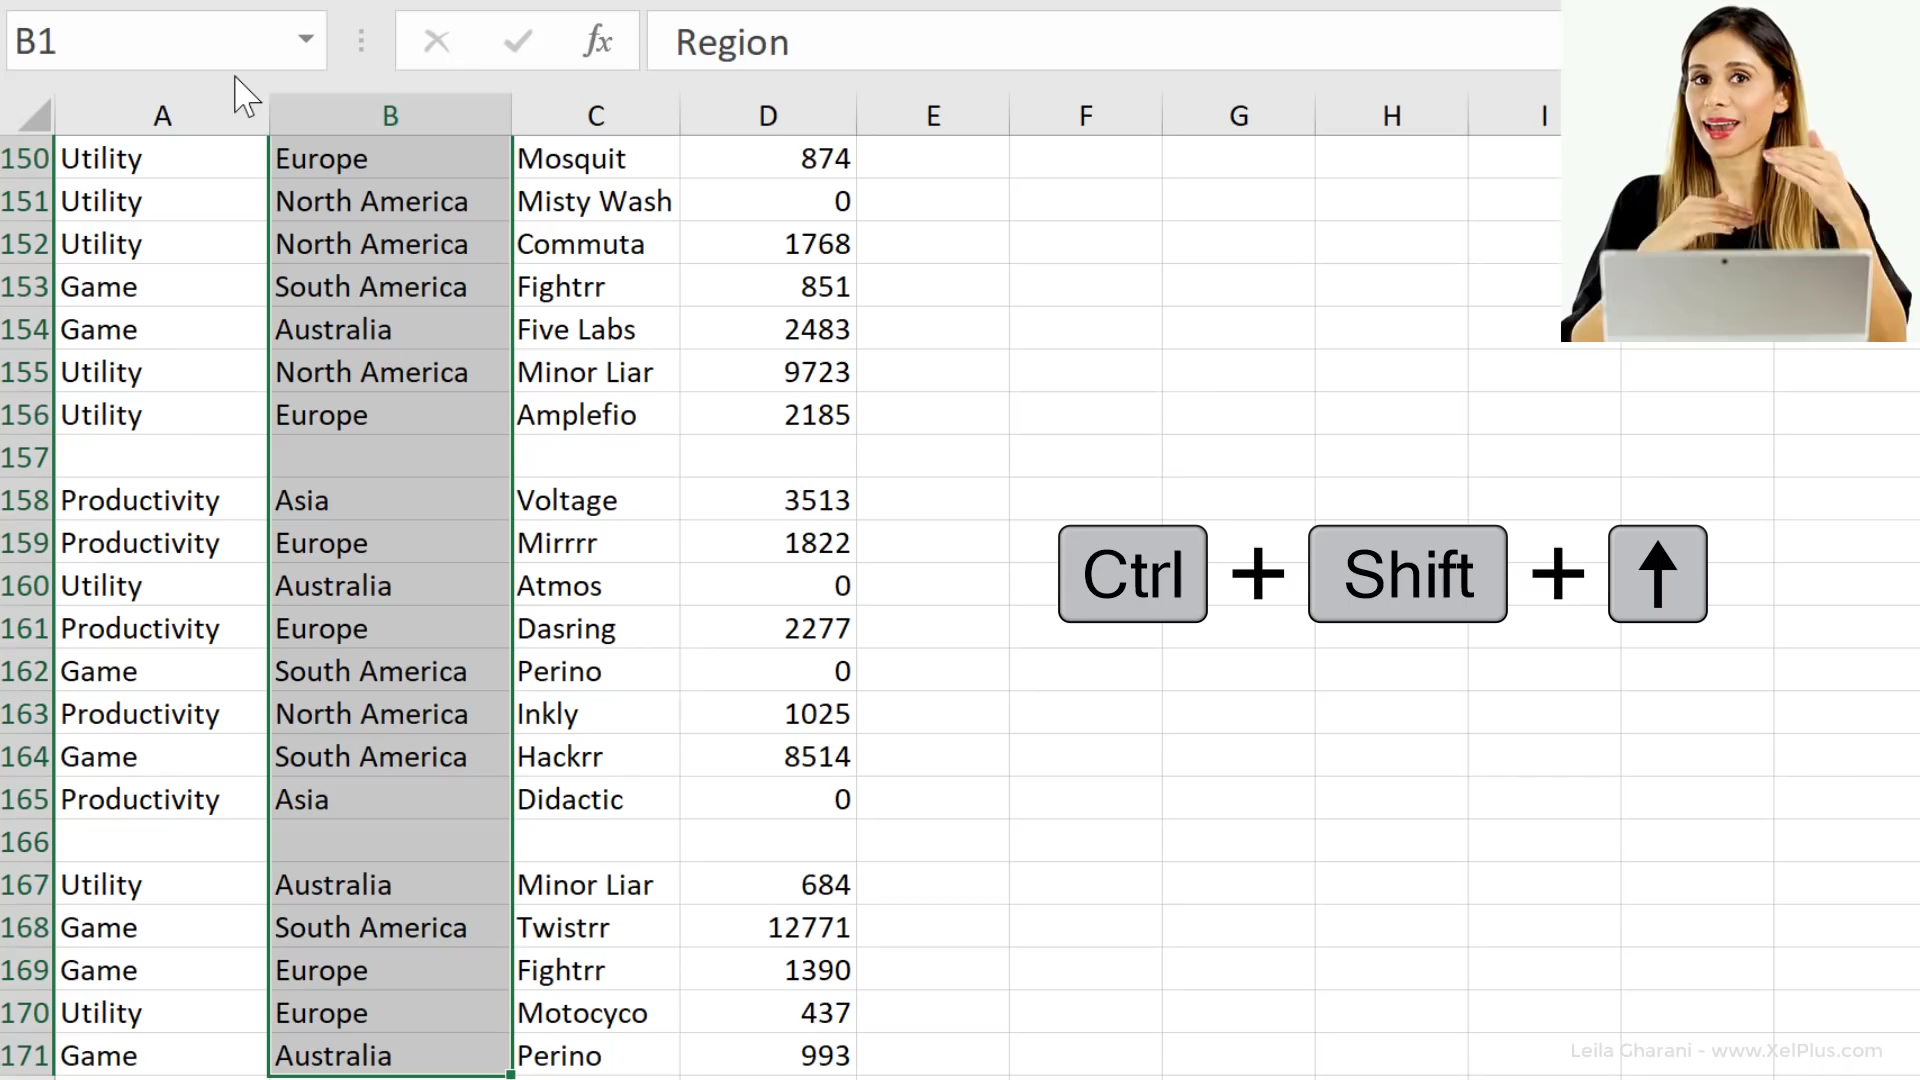 B1 fx Region
A B C D E F G H I
150 Utility Europe Mosquit 874
151 Utility North America Misty Wash 0
152 Utility North America Commuta 1768
153 Game South America Fightrr 851
154 Game Australia Five Labs 2483
155 Utility North America Minor Liar 9723
156 Utility Europe Amplefio 2185
157
158 Productivity Asia Voltage 3513
159 Productivity Europe Mirrrr 1822
160 Utility Australia Atmos 0
161 Productivity Europe Dasring 2277
162 Game South America Perino 0
163 Productivity North America Inkly 1025
164 Game South America Hackrr 8514
165 Productivity Asia Didactic 0
166
167 Utility Australia Minor Liar 684
168 Game South America Twistrr 12771
169 Game Europe Fightrr 1390
170 Utility Europe Motocyco 437
171 Game Australia Perino 993
Ctrl + Shift + ↑
Leila Gharani - www.XelPlus.com